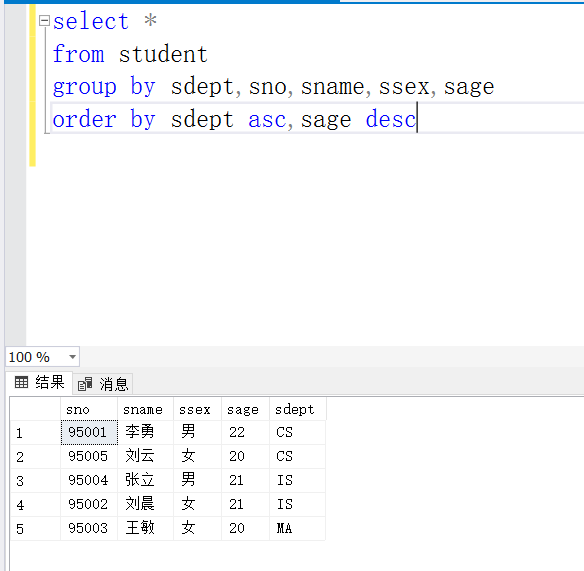 select *
from student
group by sdept,sno,sname,ssex,sage
order by sdept asc,sage desc
100 %
结果 消息
sno sname ssex sage sdept
1 95001 李勇 男 22 CS
2 95005 刘云 女 20 CS
3 95004 张立 男 21 IS
4 95002 刘晨 女 21 IS
5 95003 王敏 女 20 MA